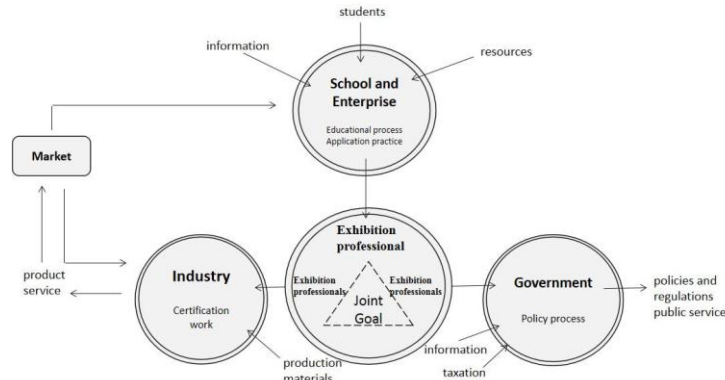 students
information
resources
School and
Enterprise
Educational process
Application practice
Market
Exhibition
professional
Exhibition
professionals
Exhibition
professionals
Joint
Goal
Industry
Certification
work
Government
Policy process
product
service
policies and
regulations
public service
information
taxation
production
materials